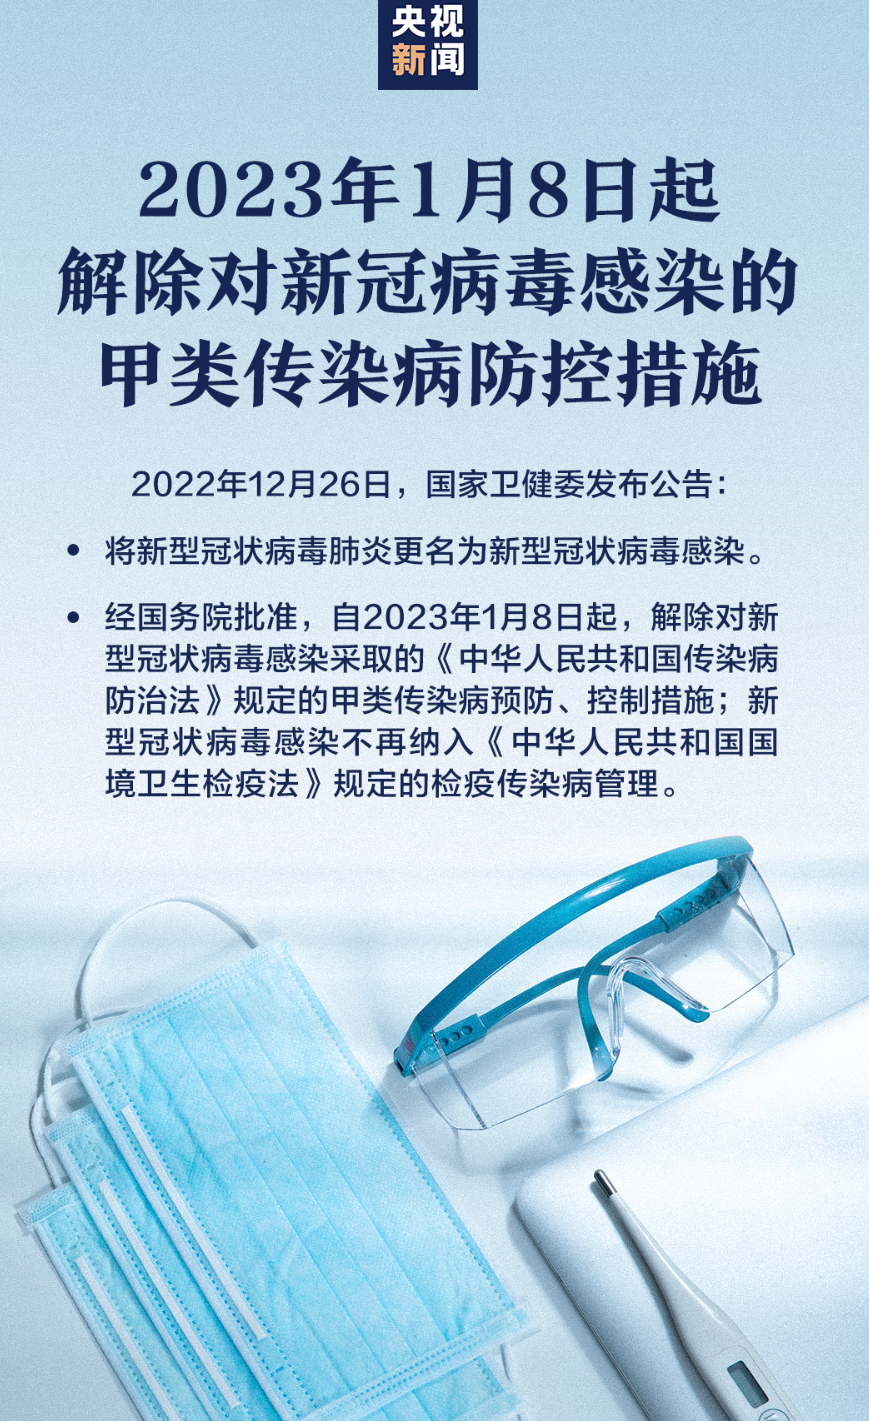 央视
新闻
2023年1月8日起
解除对新冠病毒感染的
甲类传染病防控措施
2022年12月26日，国家卫健委发布公告：
• 将新型冠状病毒肺炎更名为新型冠状病毒感染。
• 经国务院批准，自2023年1月8日起，解除对新
型冠状病毒感染采取的《中华人民共和国传染病
防治法》规定的甲类传染病预防、控制措施；新
型冠状病毒感染不再纳入《中华人民共和国国
境卫生检疫法》规定的检疫传染病管理。